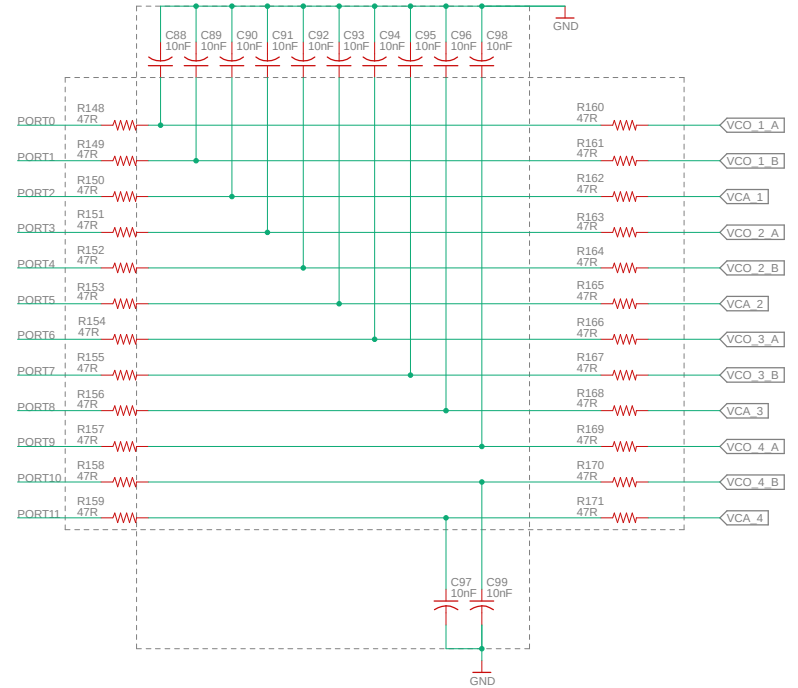 GND
C88 C89 C90 C91 C92 C93 C94 C95 C96 C98
10nF 10nF 10nF 10nF 10nF 10nF 10nF 10nF 10nF 10nF
R148 R160
PORT0 47R 47R VCO_1_A
R149 R161
PORT1 47R 47R VCO_1_B
R150 R162
PORT2 47R 47R VCA_1
R151 R163
PORT3 47R 47R VCO_2_A
R152 R164
PORT4 47R 47R VCO_2_B
R153 R165
PORT5 47R 47R VCA_2
R154 R166
PORT6 47R 47R VCO_3_A
R155 R167
PORT7 47R 47R VCO_3_B
R156 R168
PORT8 47R 47R VCA_3
R157 R169
PORT9 47R 47R VCO_4_A
R158 R170
PORT10 47R 47R VCO_4_B
R159 R171
PORT11 47R 47R VCA_4
C97 C99
10nF 10nF
GND